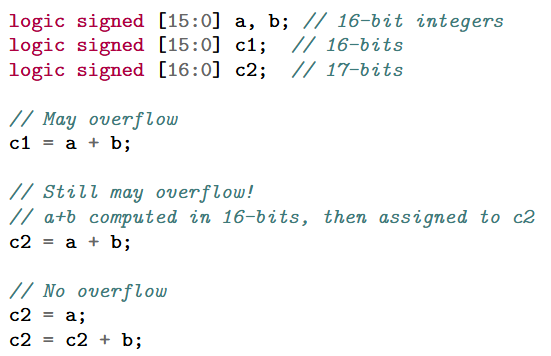 logic signed [15:0] a, b; // 16-bit integers
logic signed [15:0] c1;  // 16-bits
logic signed [16:0] c2;  // 17-bits
// May overflow
c1 = a + b;
// Still may overflow!
// a+b computed in 16-bits, then assigned to c2
c2 = a + b;
// No overflow
c2 = a;
c2 = c2 + b;